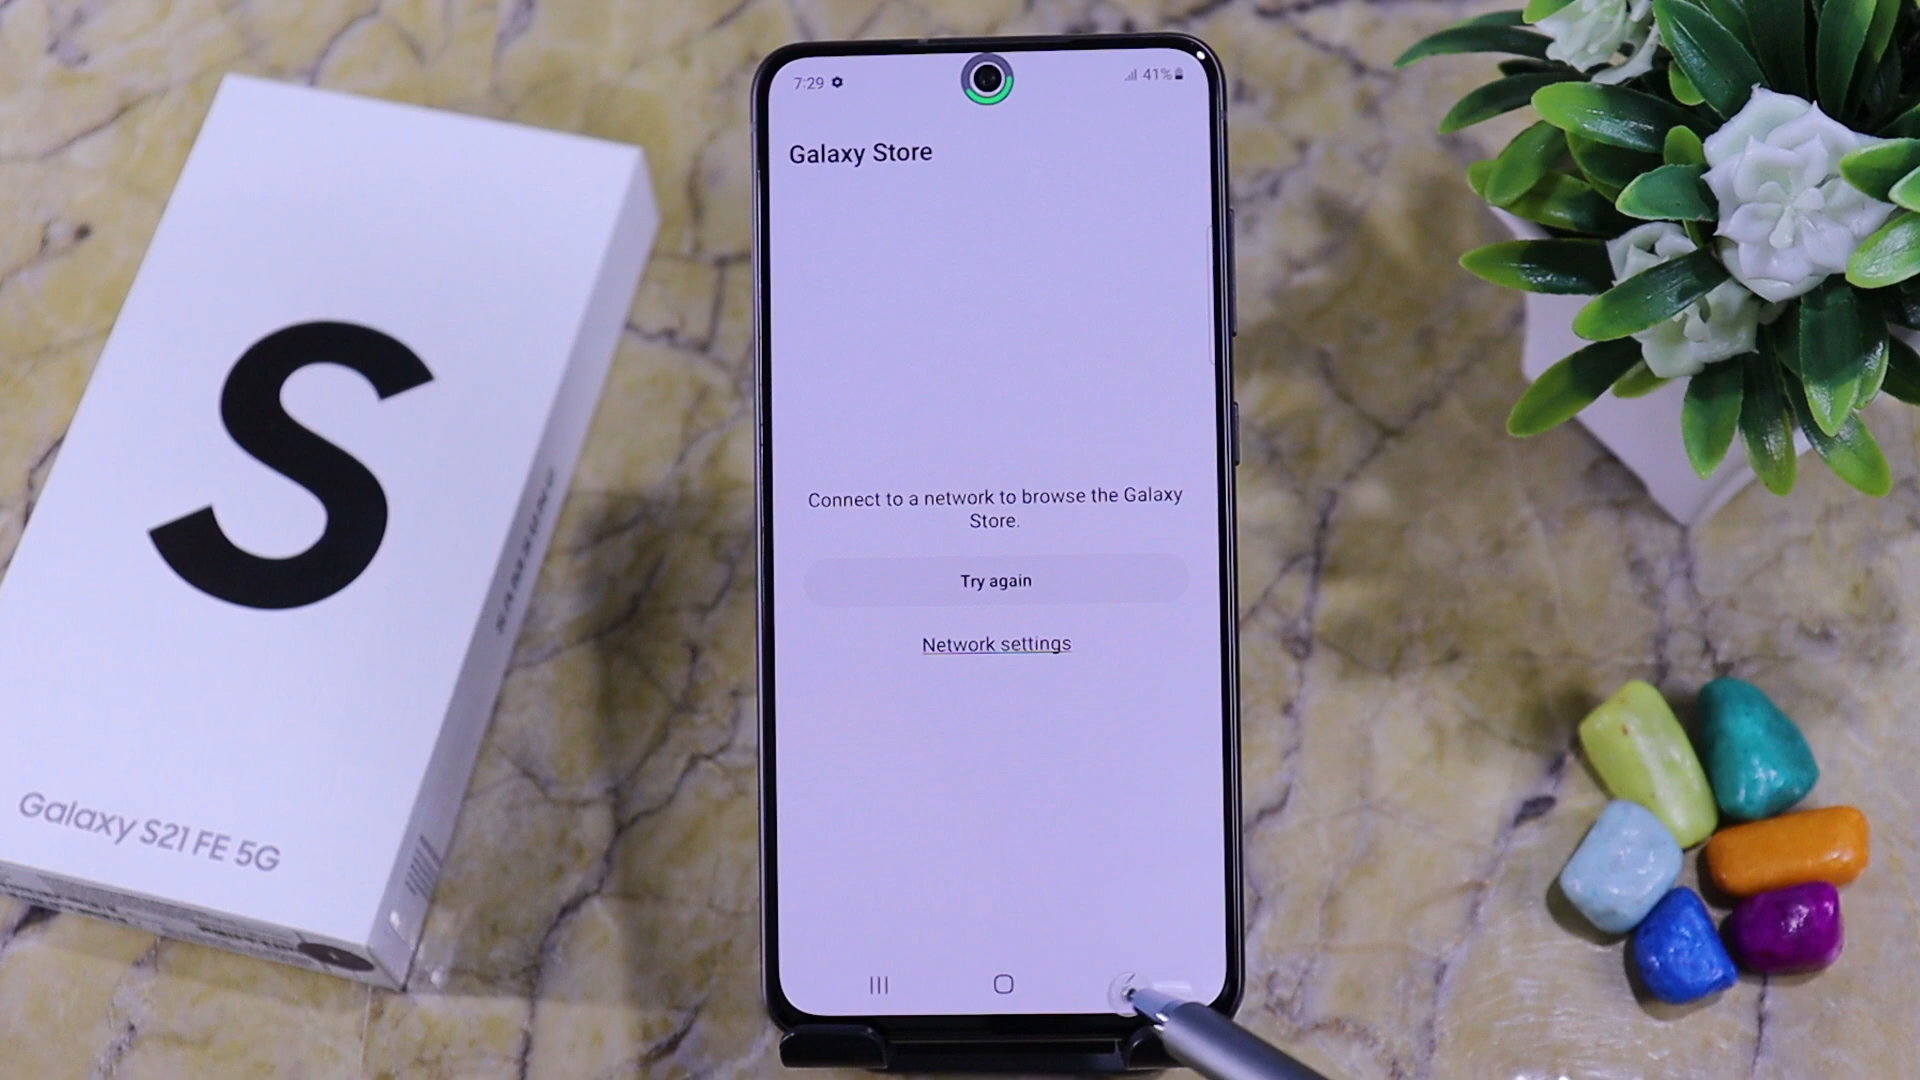 S
SAMSUNG
Galaxy S21 FE 5G
7:29
41%
Galaxy Store
Connect to a network to browse the Galaxy
Store.
Try again
Network settings